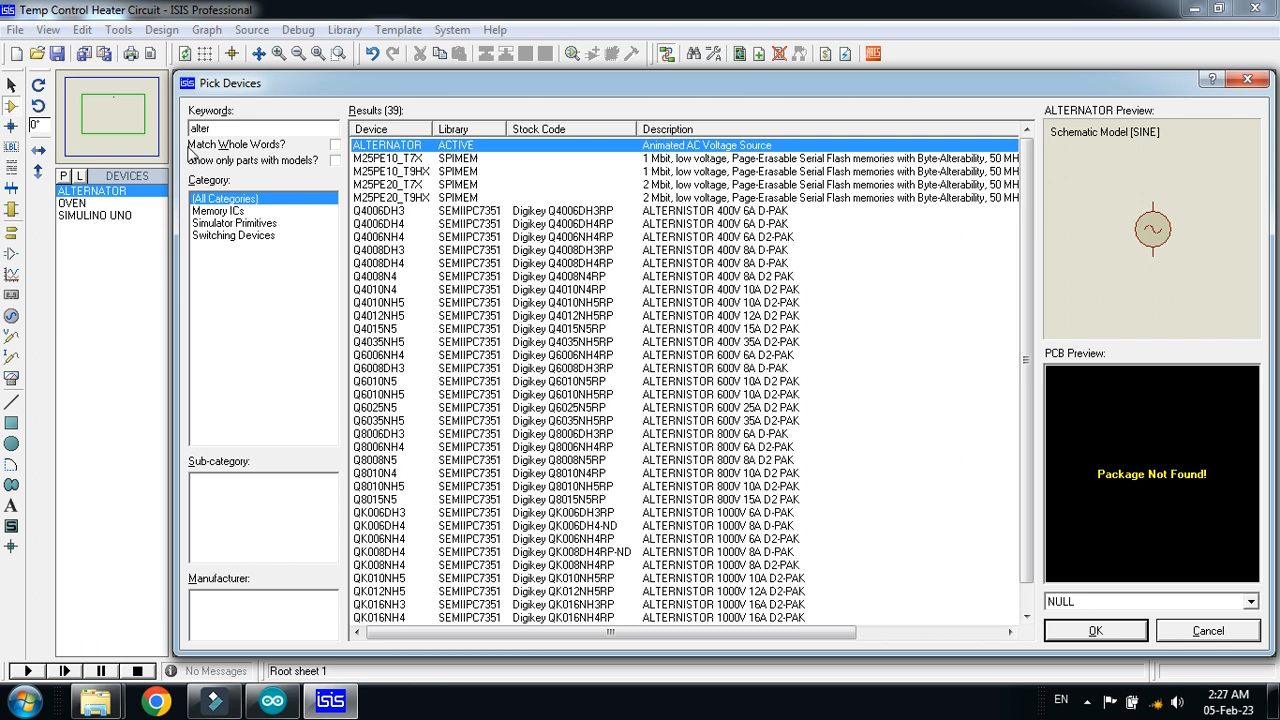 Temp Control Heater Circuit - ISIS Professional
File View Edit Tools Design Graph Source Debug Library Template System Help
ARES
Pick Devices
Keywords:
alter
Match Whole Words?
Show only parts with models?
Category:
(All Categories)
Memory ICs
Simulator Primitives
Switching Devices
Sub-category:
Manufacturer:
0°
LBL
A
P L DEVICES
ALTERNATOR
OVEN
SIMULINO UNO
Results (39):
Device Library Stock Code Description
ALTERNATOR ACTIVE Animated AC Voltage Source
M25PE10_T7X SPIMEM 1 Mbit, low voltage, Page-Erasable Serial Flash memories with Byte-Alterability, 50 MH
M25PE10_T9HX SPIMEM 1 Mbit, low voltage, Page-Erasable Serial Flash memories with Byte-Alterability, 50 MH
M25PE20_T7X SPIMEM 2 Mbit, low voltage, Page-Erasable Serial Flash memories with Byte-Alterability, 50 MH
M25PE20_T9HX SPIMEM 2 Mbit, low voltage, Page-Erasable Serial Flash memories with Byte-Alterability, 50 MH
Q4006DH3 SEMIIPC7351 Digikey Q4006DH3RP ALTERNISTOR 400V 6A D-PAK
Q4006DH4 SEMIIPC7351 Digikey Q4006DH4RP ALTERNISTOR 400V 6A D-PAK
Q4006NH4 SEMIIPC7351 Digikey Q4006NH4RP ALTERNISTOR 400V 6A D2-PAK
Q4008DH3 SEMIIPC7351 Digikey Q4008DH3RP ALTERNISTOR 400V 8A D-PAK
Q4008DH4 SEMIIPC7351 Digikey Q4008DH4RP ALTERNISTOR 400V 8A D-PAK
Q4008N4 SEMIIPC7351 Digikey Q4008N4RP ALTERNISTOR 400V 8A D2 PAK
Q4010N4 SEMIIPC7351 Digikey Q4010N4RP ALTERNISTOR 400V 10A D2-PAK
Q4010NH5 SEMIIPC7351 Digikey Q4010NH5RP ALTERNISTOR 400V 10A D2-PAK
Q4012NH5 SEMIIPC7351 Digikey Q4012NH5RP ALTERNISTOR 400V 12A D2-PAK
Q4015N5 SEMIIPC7351 Digikey Q4015N5RP ALTERNISTOR 400V 15A D2-PAK
Q4035NH5 SEMIIPC7351 Digikey Q4035NH5RP ALTERNISTOR 400V 35A D2-PAK
Q6006NH4 SEMIIPC7351 Digikey Q6006NH4RP ALTERNISTOR 600V 6A D2-PAK
Q6008DH3 SEMIIPC7351 Digikey Q6008DH3RP ALTERNISTOR 600V 8A D-PAK
Q6010N5 SEMIIPC7351 Digikey Q6010N5RP ALTERNISTOR 600V 10A D2-PAK
Q6010NH5 SEMIIPC7351 Digikey Q6010NH5RP ALTERNISTOR 600V 10A D2-PAK
Q6025N5 SEMIIPC7351 Digikey Q6025N5RP ALTERNISTOR 600V 25A D2-PAK
Q6035NH5 SEMIIPC7351 Digikey Q6035NH5RP ALTERNISTOR 600V 35A D2-PAK
Q8006DH3 SEMIIPC7351 Digikey Q8006DH3RP ALTERNISTOR 800V 6A D-PAK
Q8006NH4 SEMIIPC7351 Digikey Q8006NH4RP ALTERNISTOR 800V 6A D2-PAK
Q8008N5 SEMIIPC7351 Digikey Q8008N5RP ALTERNISTOR 800V 8A D2-PAK
Q8010N4 SEMIIPC7351 Digikey Q8010N4RP ALTERNISTOR 800V 10A D2-PAK
Q8010NH5 SEMIIPC7351 Digikey Q8010NH5RP ALTERNISTOR 800V 10A D2-PAK
Q8015N5 SEMIIPC7351 Digikey Q8015N5RP ALTERNISTOR 800V 15A D2-PAK
QK006DH3 SEMIIPC7351 Digikey QK006DH3RP ALTERNISTOR 1000V 6A D-PAK
QK006DH4 SEMIIPC7351 Digikey QK006DH4-ND ALTERNISTOR 1000V 6A D-PAK
QK006NH4 SEMIIPC7351 Digikey QK006NH4RP ALTERNISTOR 1000V 6A D2-PAK
QK008DH4 SEMIIPC7351 Digikey QK008DH4RP-ND ALTERNISTOR 1000V 8A D-PAK
QK008NH4 SEMIIPC7351 Digikey QK008NH4RP ALTERNISTOR 1000V 8A D2-PAK
QK010NH5 SEMIIPC7351 Digikey QK010NH5RP ALTERNISTOR 1000V 10A D2-PAK
QK012NH5 SEMIIPC7351 Digikey QK012NH5RP ALTERNISTOR 1000V 12A D2-PAK
QK016NH3 SEMIIPC7351 Digikey QK016NH3RP ALTERNISTOR 1000V 16A D2-PAK
QK016NH4 SEMIIPC7351 Digikey QK016NH4RP ALTERNISTOR 1000V 16A D2-PAK
ALTERNATOR Preview:
Schematic Model [SINE]
PCB Preview:
Package Not Found!
NULL
OK Cancel
No Messages Root sheet 1
isis
EN
2:27 AM
05-Feb-23